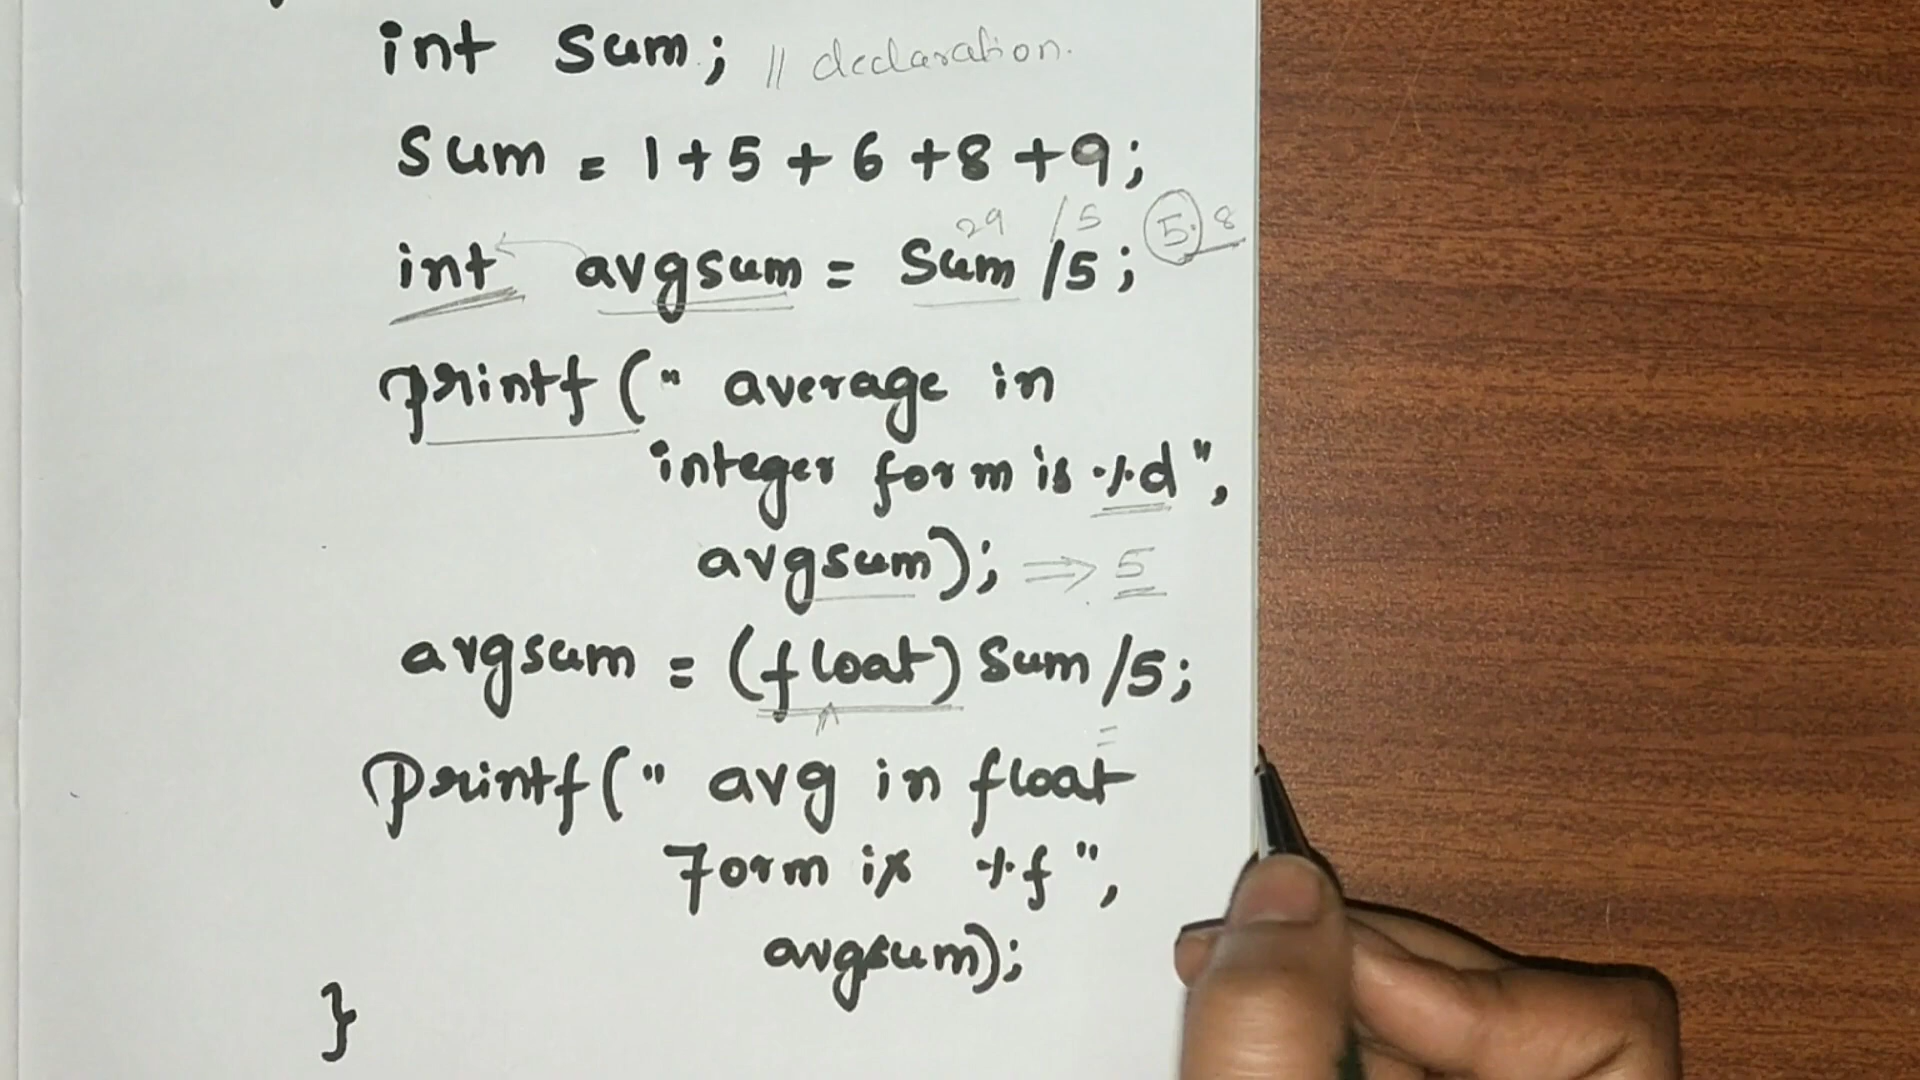 int sum; // declaration.
sum = 1+5+6+8+9;
29 /5 5.8
int avgsum = sum /5;
printf(" average in
integer form is %d",
avgsum); ⇒ 5
avgsum = (float) sum /5;
printf(" avg in float
form is %f ",
avgsum);
}